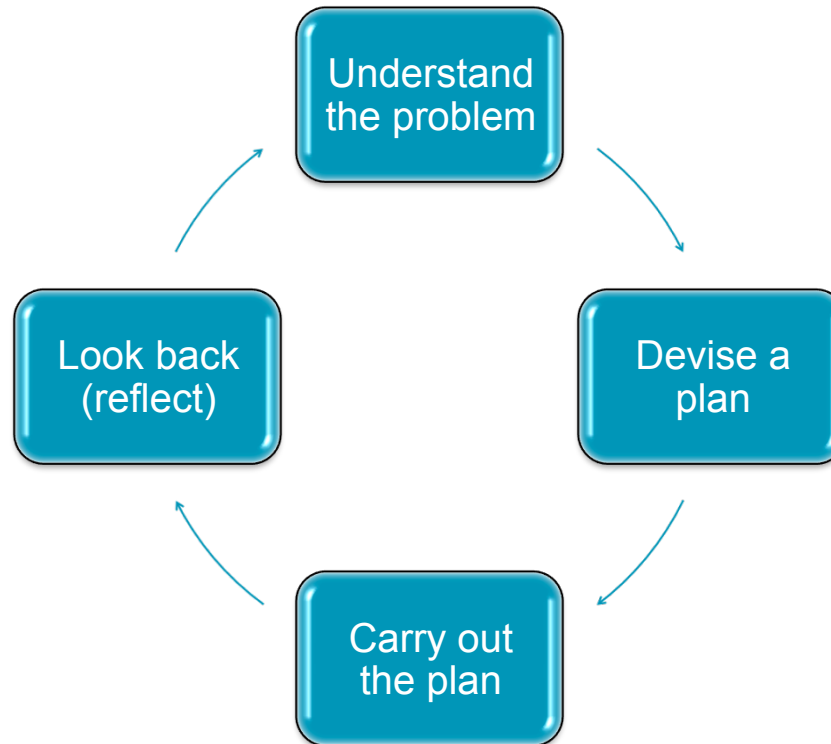 Understand
the problem
Devise a
plan
Carry out
the plan
Look back
(reflect)